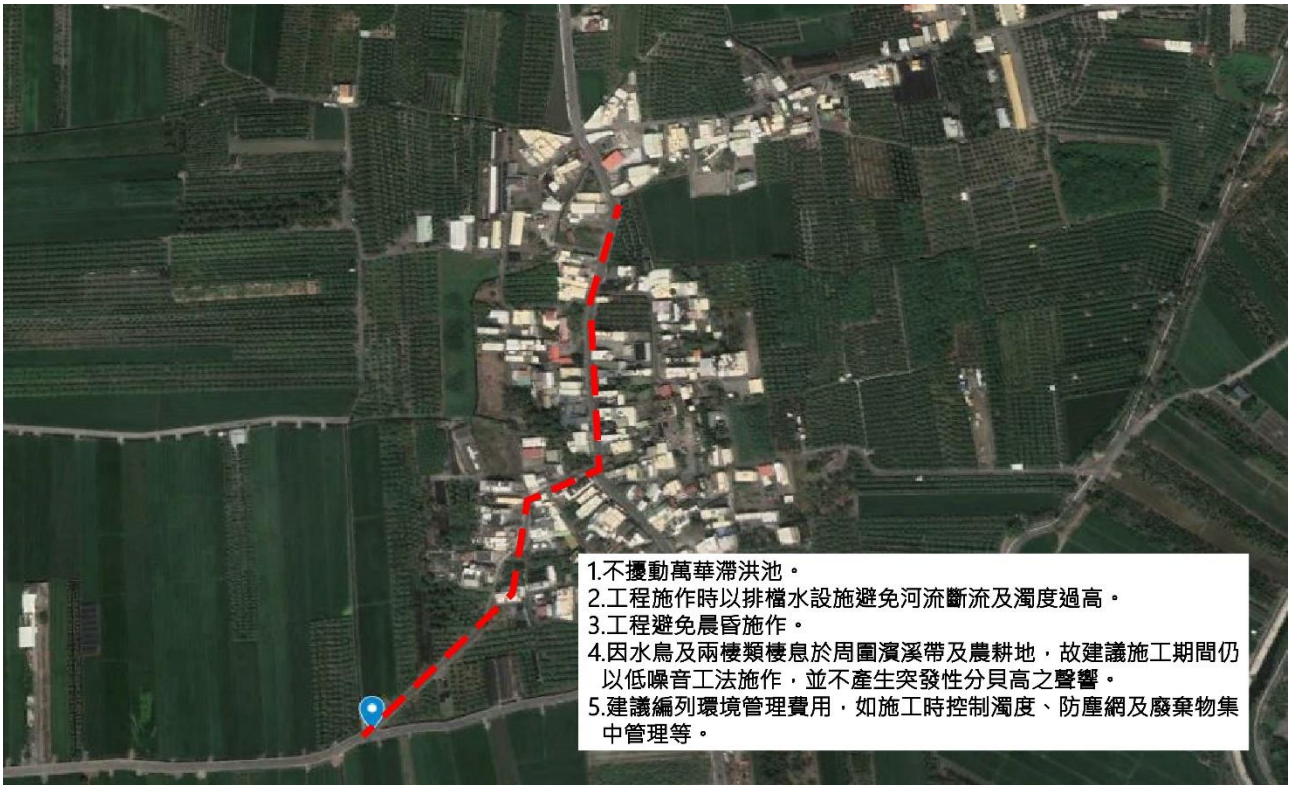 1.不擾動萬華滯洪池。
2.工程施作時以排檔水設施避免河流斷流及濁度過高。
3.工程避免晨昏施作。
4.因水鳥及兩棲類棲息於周圍濱溪帶及農耕地，故建議施工期間仍
以低噪音工法施作，並不產生突發性分貝高之聲響。
5.建議編列環境管理費用，如施工時控制濁度、防塵網及廢棄物集
中管理等。